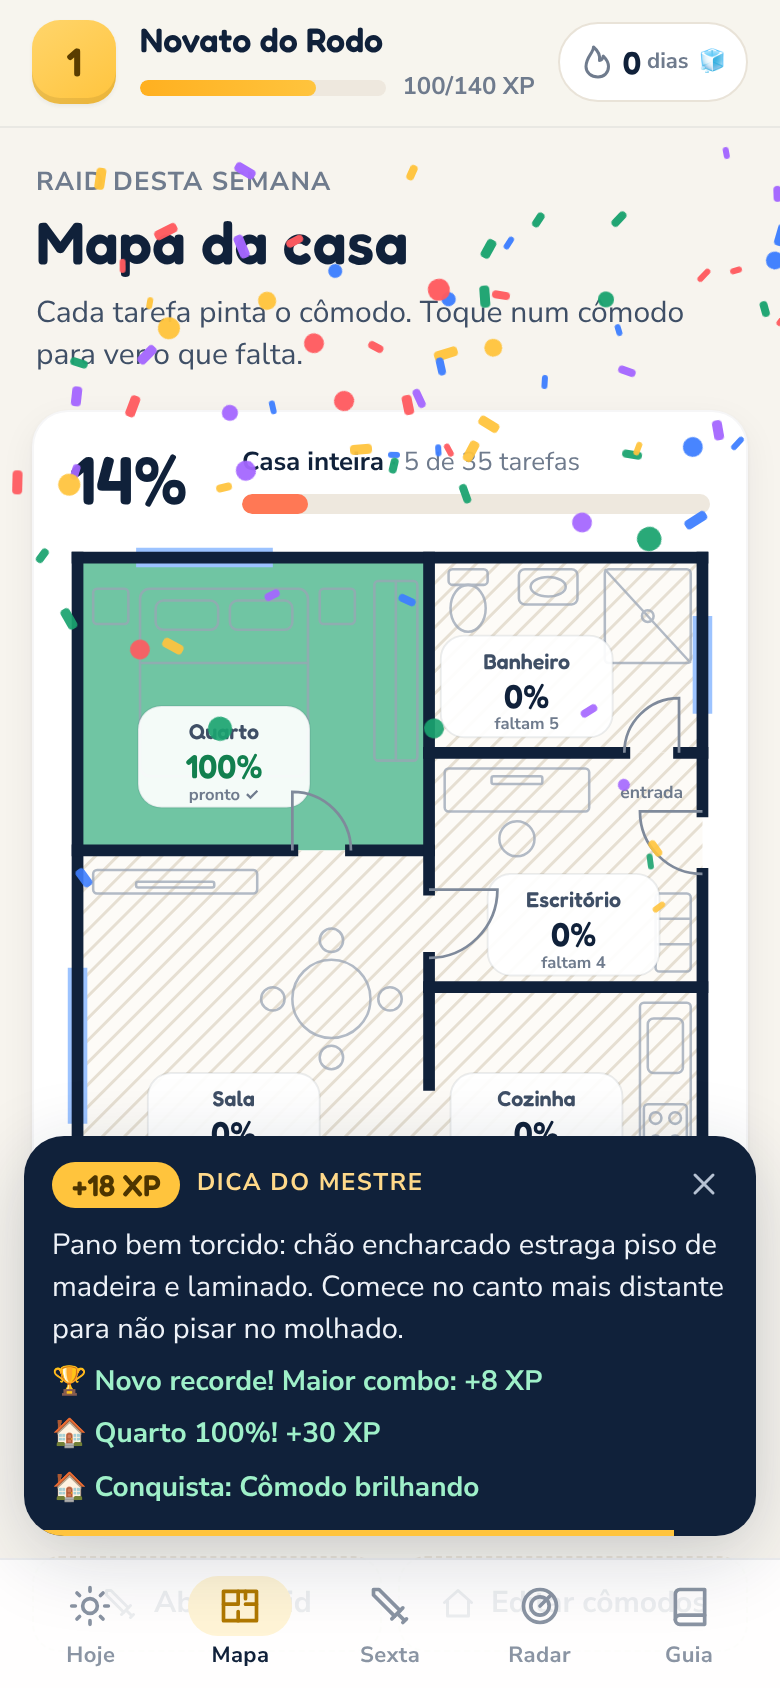 1
Novato do Rodo
100/140 XP
0 dias
RAID DESTA SEMANA
Mapa da casa
Cada tarefa pinta o cômodo. Toque num cômodo
para ver o que falta.
14%
Casa inteira · 5 de 35 tarefas
Quarto
100%
pronto ✓
Banheiro
0%
faltam 5
entrada
Escritório
0%
faltam 4
Sala
0%
Cozinha
0%
+18 XP
DICA DO MESTRE
Pano bem torcido: chão encharcado estraga piso de
madeira e laminado. Comece no canto mais distante
para não pisar no molhado.
🏆 Novo recorde! Maior combo: +8 XP
🏠 Quarto 100%! +30 XP
🏠 Conquista: Cômodo brilhando
Hoje
Mapa
Sexta
Radar
Guia